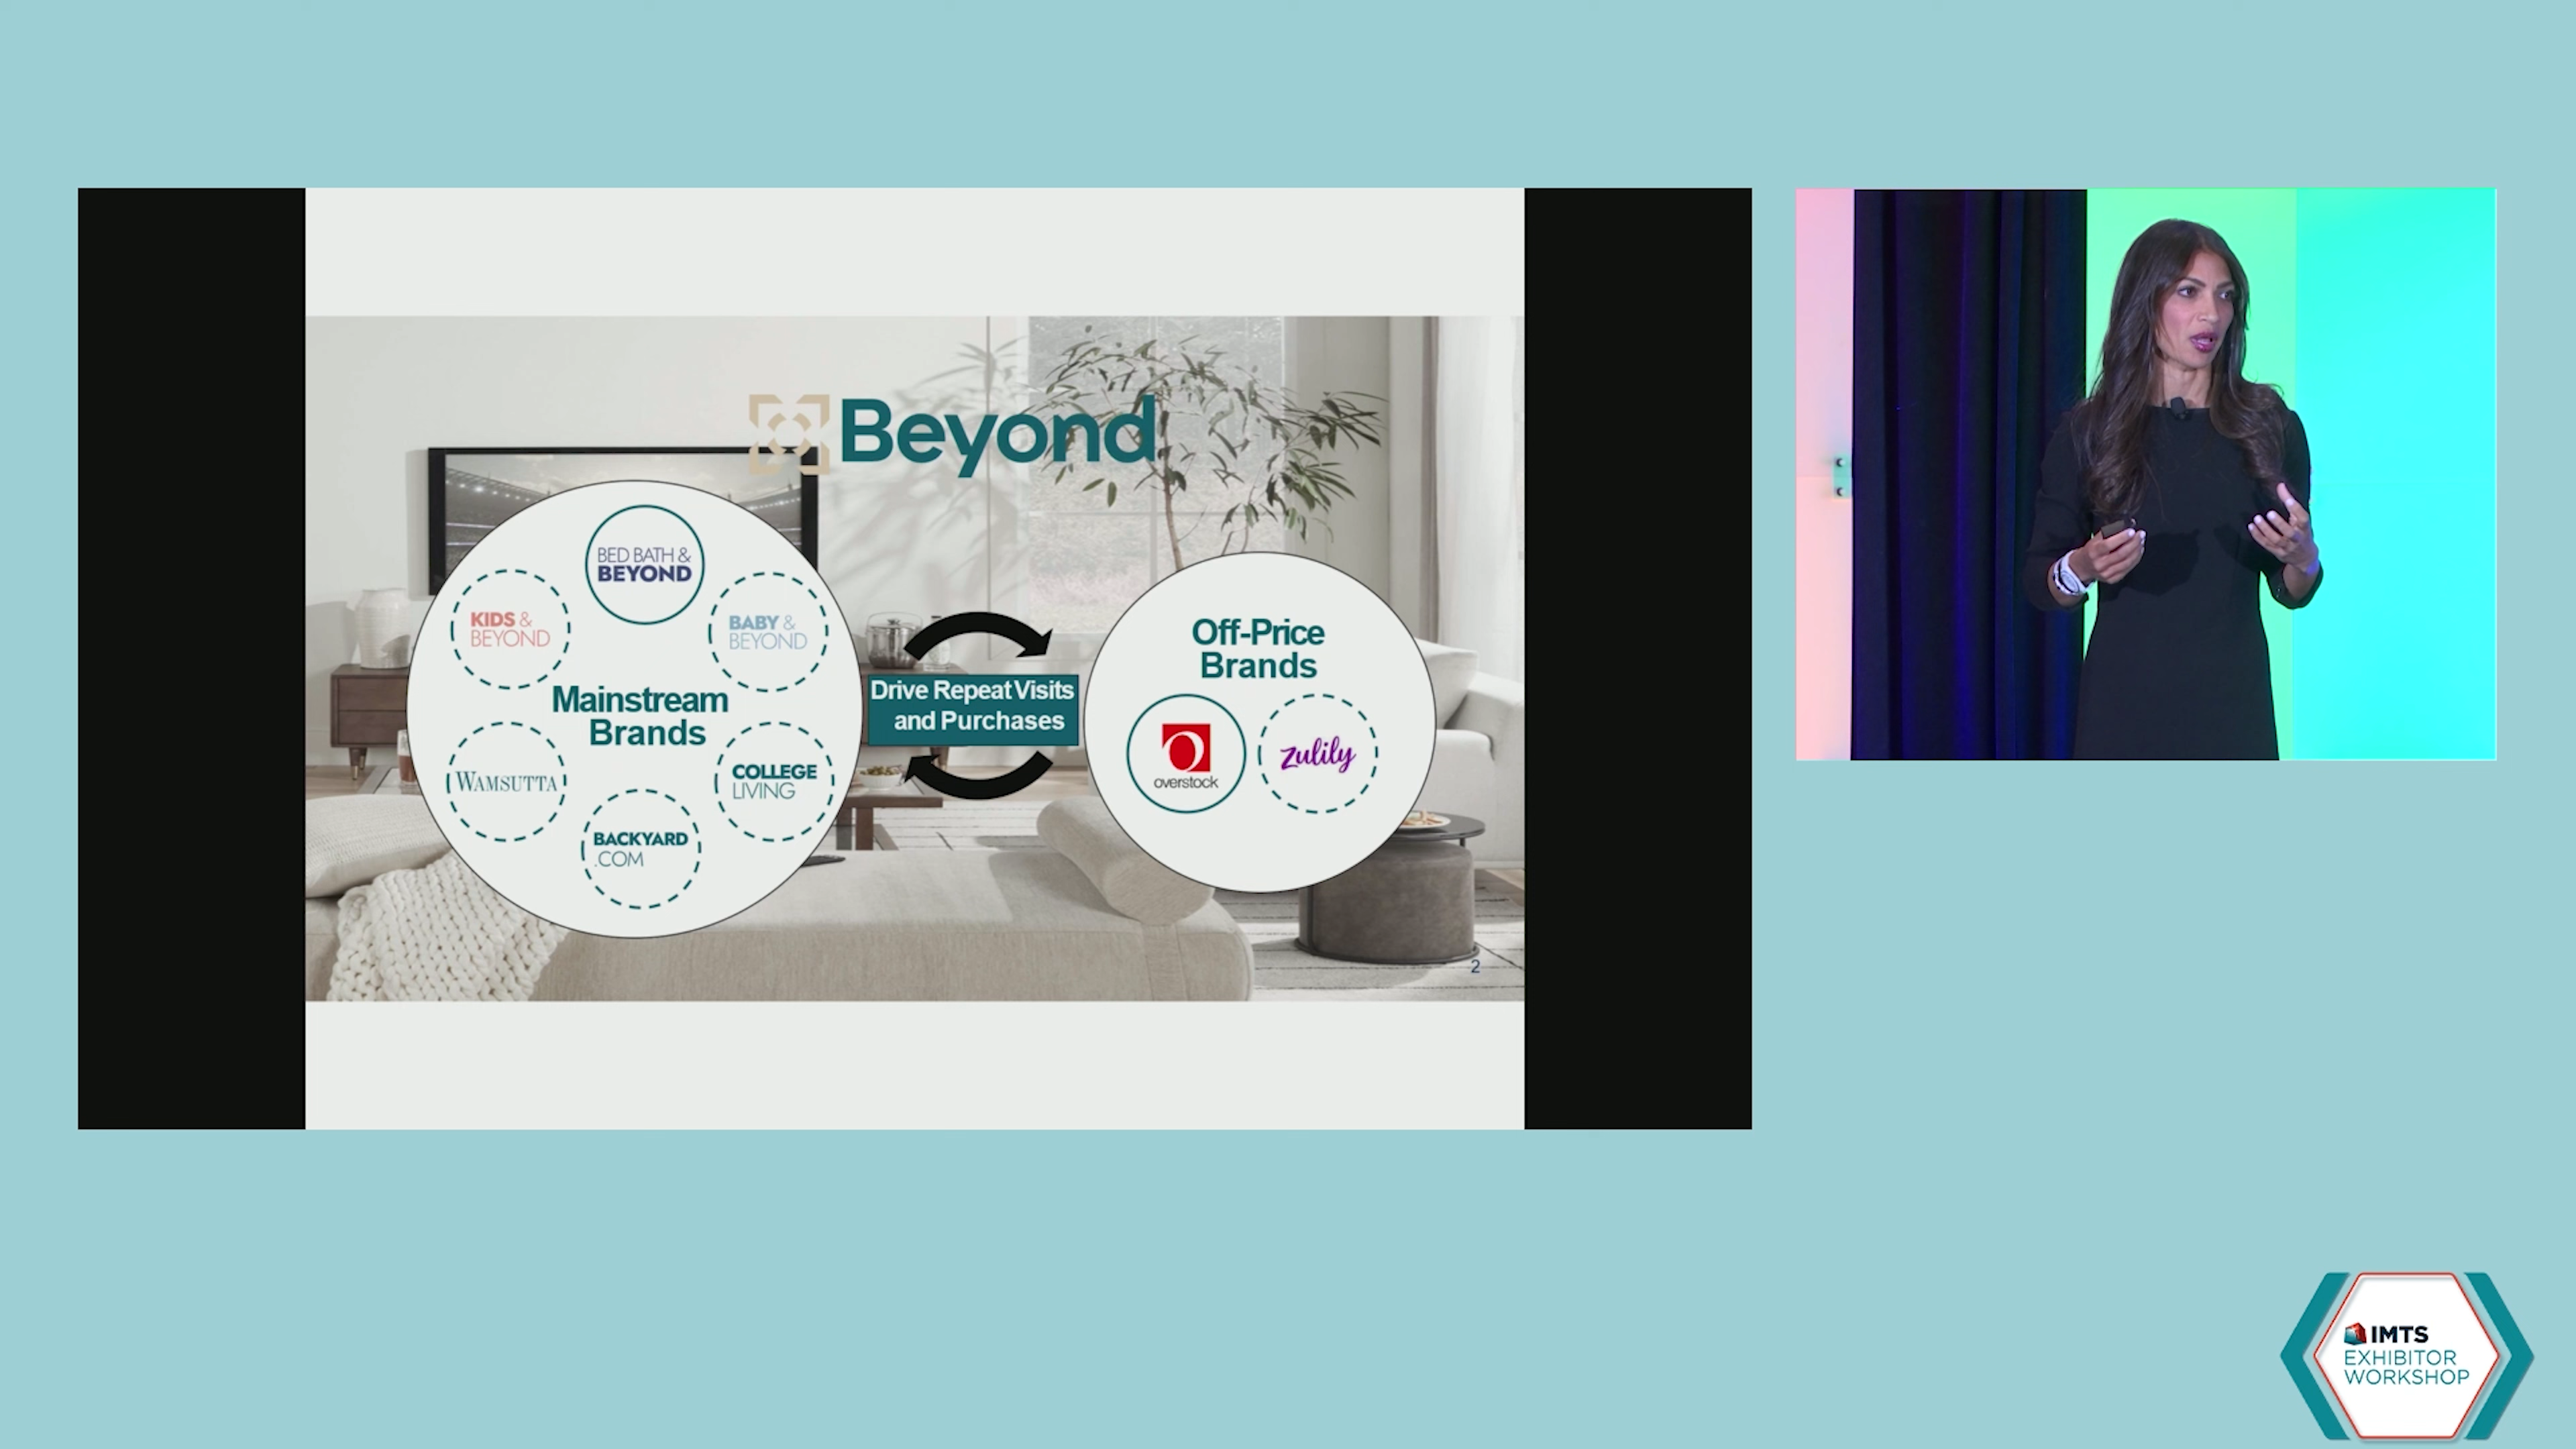 Beyond
BED BATH &
BEYOND
KIDS &
BEYOND
BABY &
BEYOND
Mainstream
Brands
WAMSUTTA
COLLEGE
LIVING
BACKYARD
.COM
Drive Repeat Visits
and Purchases
Off-Price
Brands
overstock
zulily
2
IMTS
EXHIBITOR
WORKSHOP